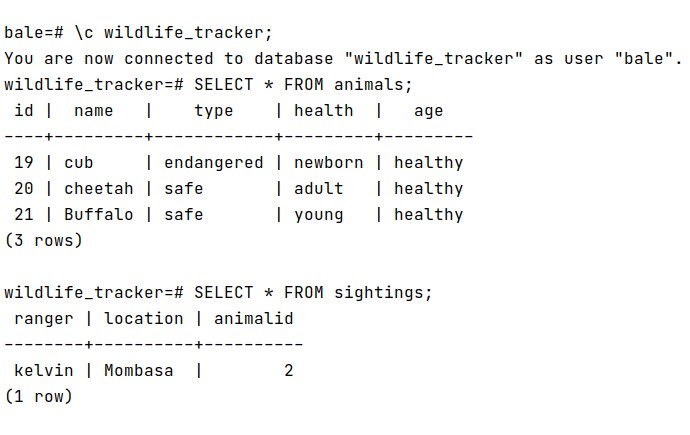 bale=# \c wildlife_tracker;
You are now connected to database "wildlife_tracker" as user "bale".
wildlife_tracker=# SELECT * FROM animals;
 id |  name   |    type    | health  |   age
----+---------+------------+---------+---------
 19 | cub     | endangered | newborn | healthy
 20 | cheetah | safe       | adult   | healthy
 21 | Buffalo | safe       | young   | healthy
(3 rows)

wildlife_tracker=# SELECT * FROM sightings;
 ranger | location | animalid
--------+----------+----------
 kelvin | Mombasa  |        2
(1 row)